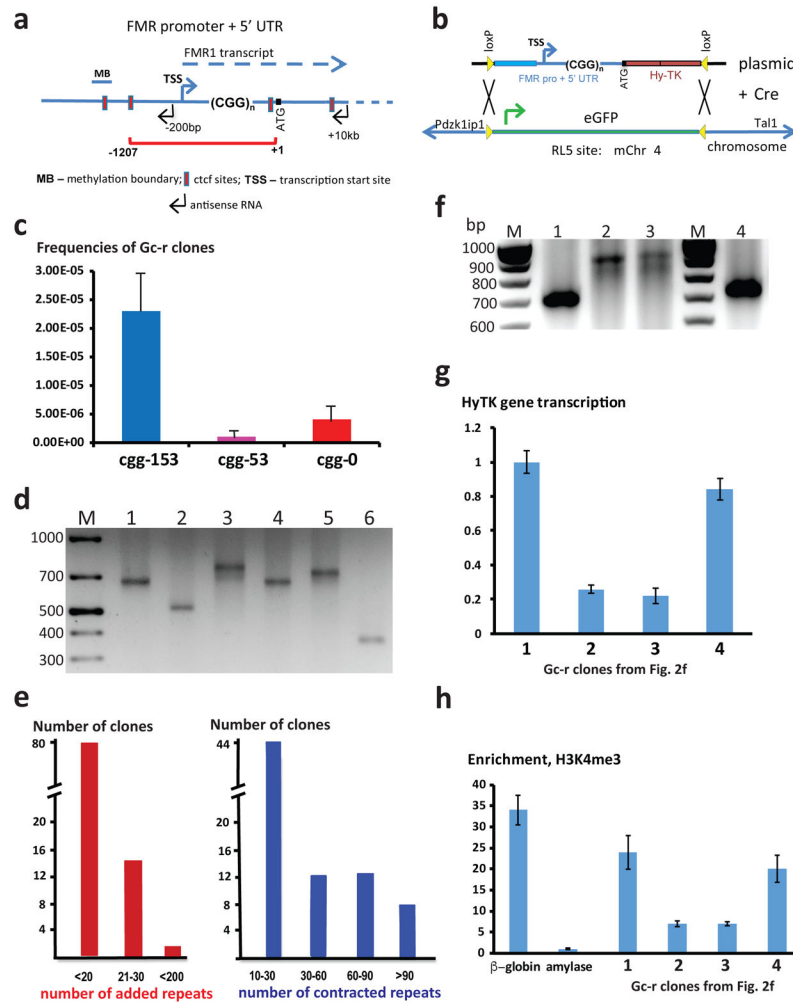 a
FMR promoter + 5′ UTR
FMR1 transcript
MB
TSS
(CGG)n
-200bp
ATG
+10kb
-1207
+1
MB – methylation boundary; ctcf sites; TSS – transcription start site
antisense RNA
b
loxP
TSS
loxP
(CGG)n
plasmid
FMR pro + 5′ UTR
ATG
Hy-TK
+ Cre
Pdzk1ip1
eGFP
Tal1
RL5 site: mChr 4
chromosome
c
Frequencies of Gc-r clones
3.00E-05
2.50E-05
2.00E-05
1.50E-05
1.00E-05
5.00E-06
0.00E+00
cgg-153 cgg-53 cgg-0
d
M 1 2 3 4 5 6
1000
700
500
400
300
e
Number of clones
80
20
16
12
8
4
<20 21-30 <200
number of added repeats
Number of clones
44
20
16
12
8
4
10-30 30-60 60-90 >90
number of contracted repeats
f
bp M 1 2 3 M 4
1000
900
800
700
600
g
HyTK gene transcription
1.2
1
0.8
0.6
0.4
0.2
0
1 2 3 4
Gc-r clones from Fig. 2f
h
Enrichment, H3K4me3
40
35
30
25
20
15
10
5
0
β–globin amylase 1 2 3 4
Gc-r clones from Fig. 2f